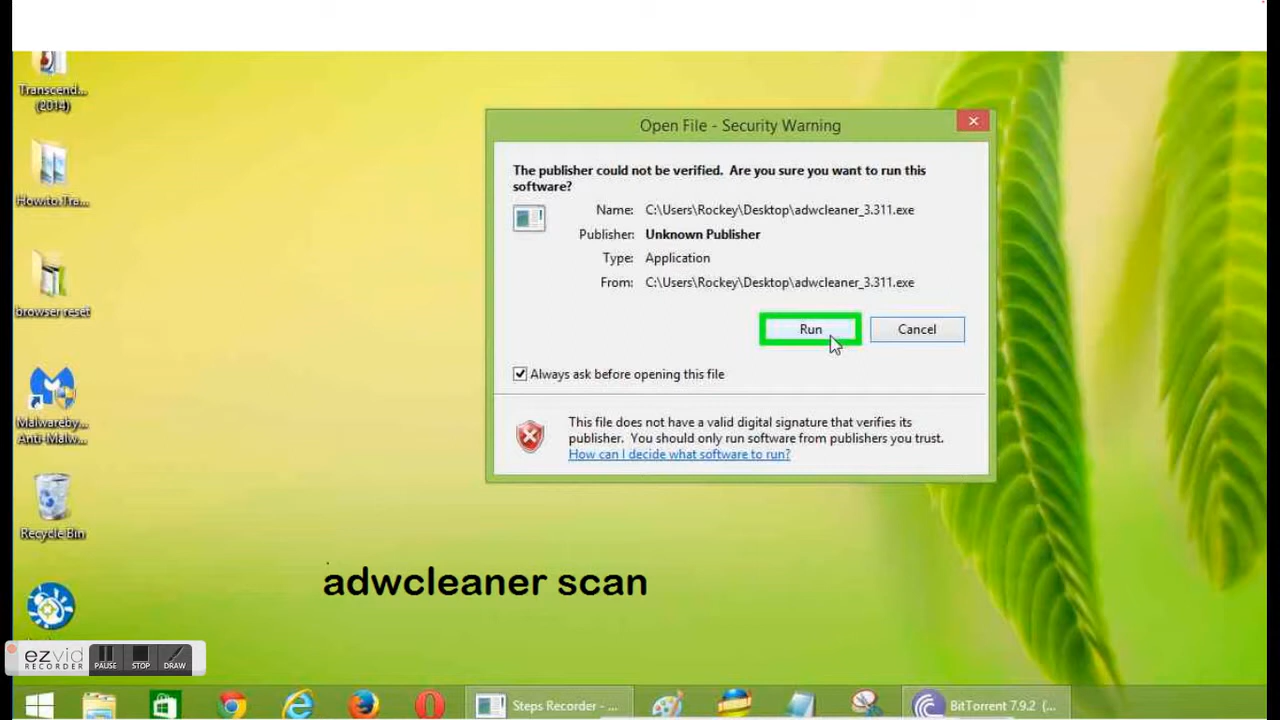 Transcend...
(2014)
How to Tra...
browser reset
Malwareby...
Anti-Malw...
Recycle Bin
Open File - Security Warning
The publisher could not be verified. Are you sure you want to run this
software?
Name: C:\Users\Rockey\Desktop\adwcleaner_3.311.exe
Publisher: Unknown Publisher
Type: Application
From: C:\Users\Rockey\Desktop\adwcleaner_3.311.exe
Run Cancel
Always ask before opening this file
This file does not have a valid digital signature that verifies its
publisher. You should only run software from publishers you trust.
How can I decide what software to run?
adwcleaner scan
ezvid
RECORDER
PAUSE STOP DRAW
Steps Recorder - ...
BitTorrent 7.9.2 (...